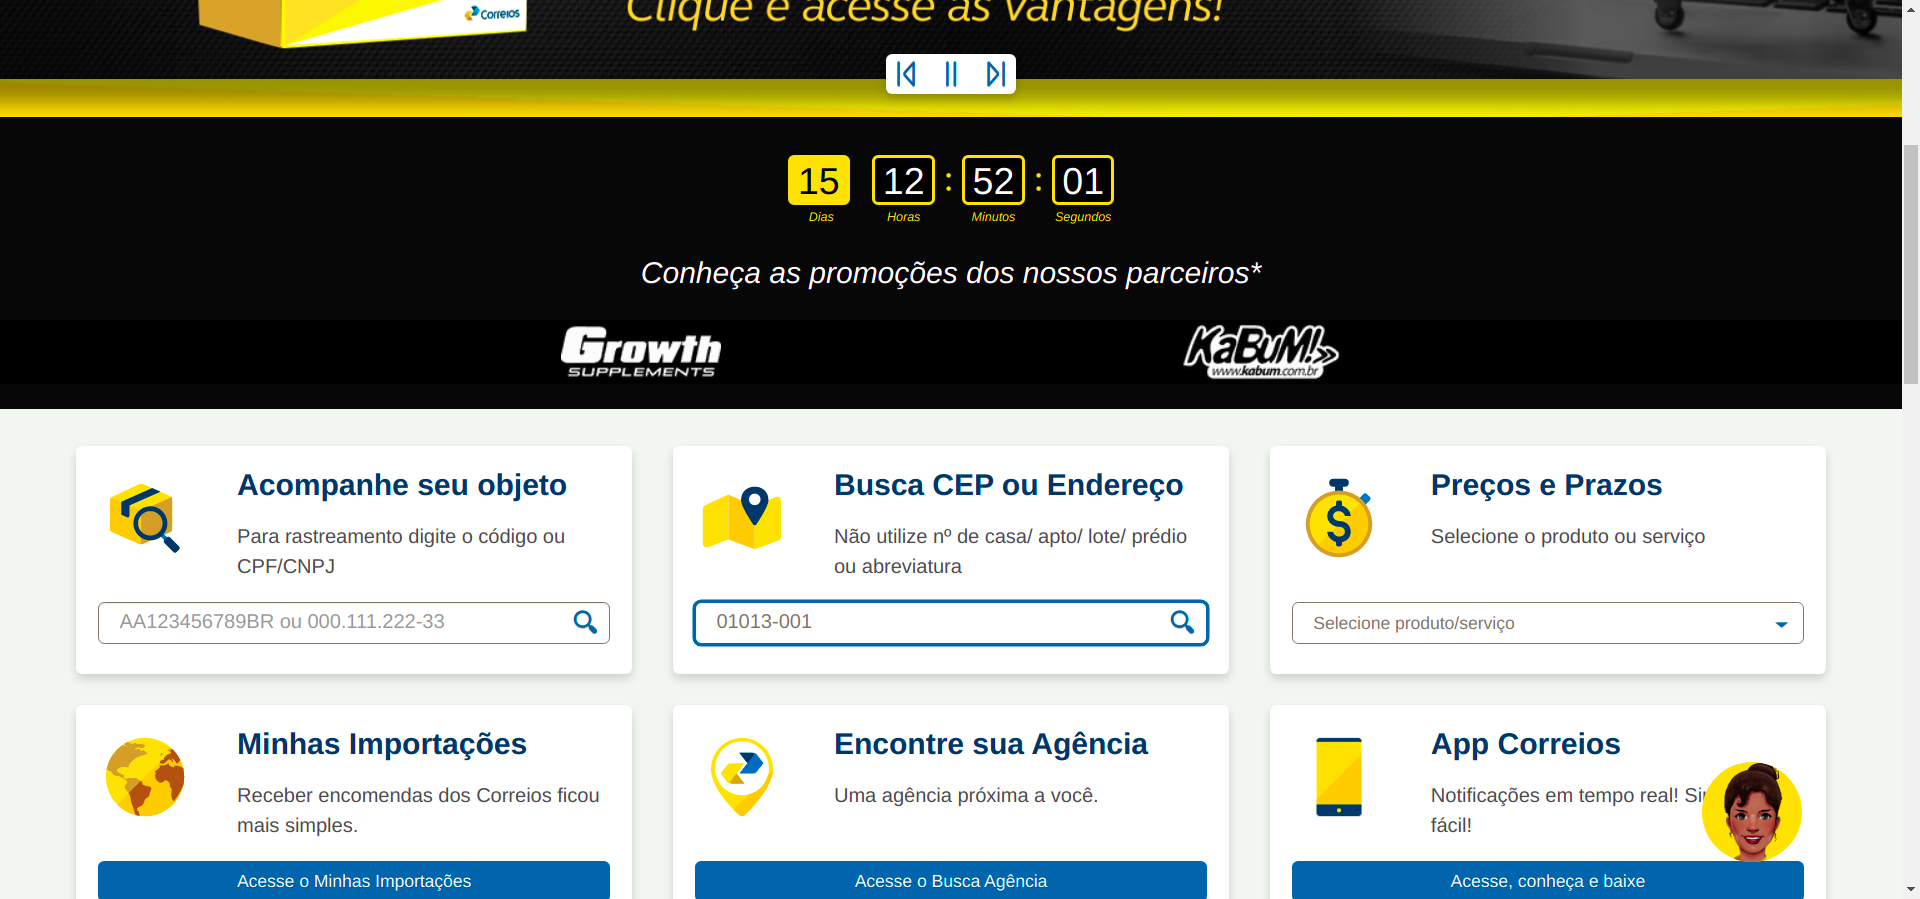 Correios
Clique e acesse as vantagens!
15 12 : 52 : 01
Dias Horas Minutos Segundos
Conheça as promoções dos nossos parceiros*
Growth
SUPPLEMENTS
KaBuM!
www.kabum.com.br
Acompanhe seu objeto
Para rastreamento digite o código ou
CPF/CNPJ
AA123456789BR ou 000.111.222-33
Busca CEP ou Endereço
Não utilize nº de casa/ apto/ lote/ prédio
ou abreviatura
01013-001
Preços e Prazos
Selecione o produto ou serviço
Selecione produto/serviço
Minhas Importações
Receber encomendas dos Correios ficou
mais simples.
Acesse o Minhas Importações
Encontre sua Agência
Uma agência próxima a você.
Acesse o Busca Agência
App Correios
Notificações em tempo real!
fácil!
Acesse, conheça e baixe